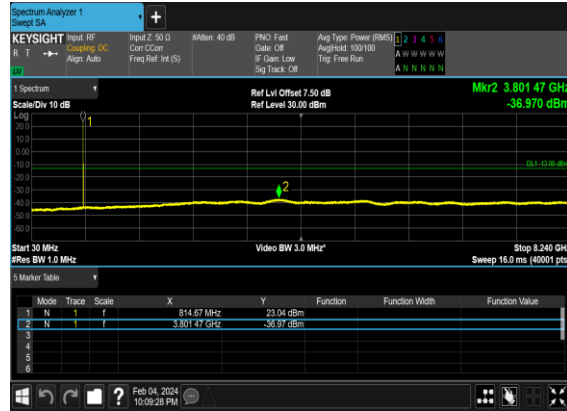 Spectrum Analyzer 1
Swept SA
+
KEYSIGHT Input: RF Input Z: 50 Ω #Atten: 40 dB PNO: Fast Avg Type: Power (RMS) 1 2 3 4 5 6
R T Coupling: DC Corr CCorr Gate: Off Avg|Hold: 100/100 A W W W W W
Align: Auto Freq Ref: Int (S) IF Gain: Low Trig: Free Run
Sig Track: Off A N N N N N
1 Spectrum Ref Lvl Offset 7.50 dB Mkr2 3.801 47 GHz
Scale/Div 10 dB Ref Level 30.00 dBm -36.970 dBm
Log
20.0
10.0
0.00
-10.0
DL1 -13.00 dBm
-20.0
-30.0
-40.0
-50.0
-60.0
1
2
Start 30 MHz Video BW 3.0 MHz* Stop 8.240 GHz
#Res BW 1.0 MHz Sweep 16.0 ms (40001 pts)
5 Marker Table
Mode Trace Scale X Y Function Function Width Function Value
1 N 1 f 814.67 MHz 23.04 dBm
2 N 1 f 3.801 47 GHz -36.97 dBm
3
4
5
6
? Feb 04, 2024
10:09:28 PM